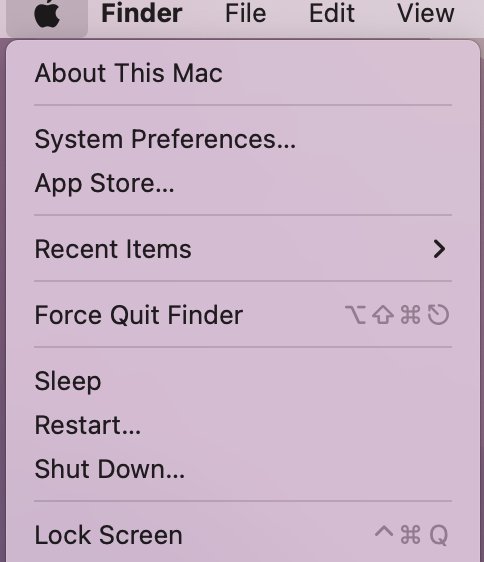 Finder File Edit View
About This Mac
System Preferences...
App Store...
Recent Items
Force Quit Finder ⌥⇧⌘⎋
Sleep
Restart...
Shut Down...
Lock Screen ^⌘Q